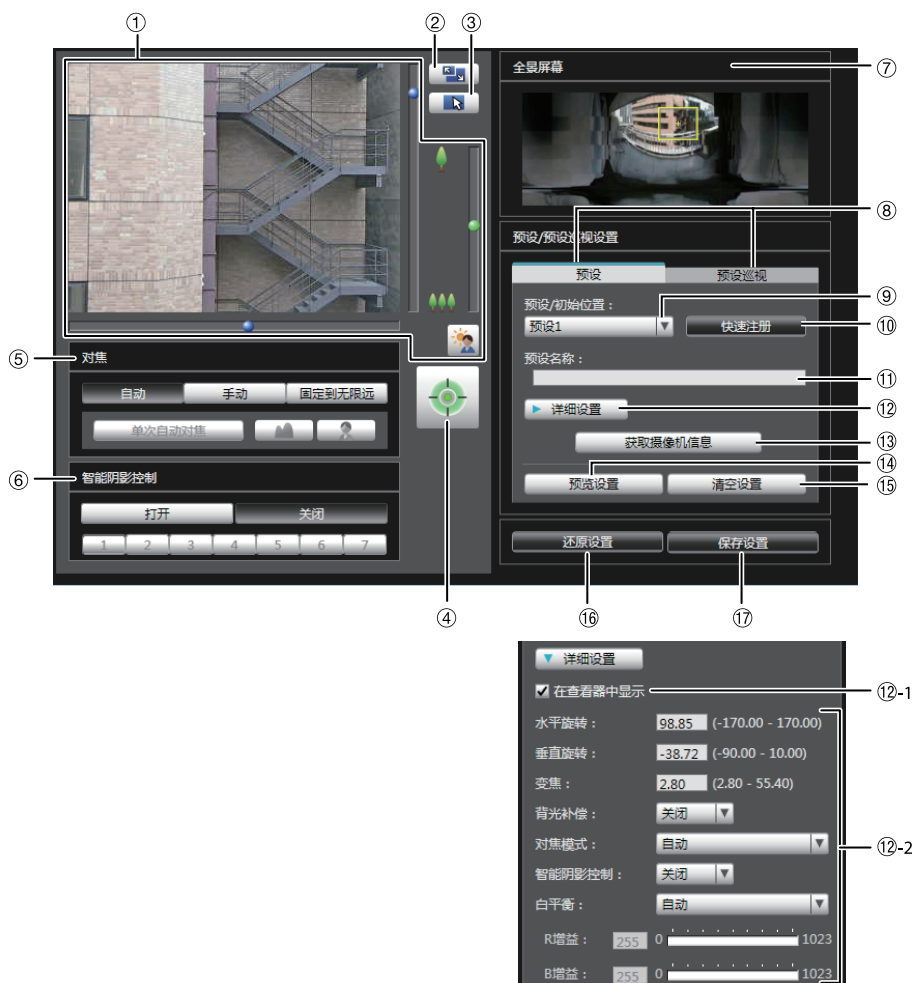 ① ② ③
全景屏幕 ⑦
⑧
预设/预设巡视设置
预设 预设巡视
预设/初始位置： ⑨
预设1 快速注册 ⑩
⑤ 对焦
预设名称：
⑪
自动 手动 固定到无限远
详细设置 ⑫
单次自动对焦
获取摄像机信息 ⑬
⑥ 智能阴影控制
⑭
预览设置 清空设置 ⑮
打开 关闭
1 2 3 4 5 6 7
还原设置 保存设置
④ ⑯ ⑰
详细设置
在查看器中显示 ⑫-1
水平旋转： 98.85 (-170.00 - 170.00)
垂直旋转： -38.72 (-90.00 - 10.00)
变焦： 2.80 (2.80 - 55.40)
背光补偿： 关闭
对焦模式： 自动 ⑫-2
智能阴影控制： 关闭
白平衡： 自动
R增益： 255 0 1023
B增益： 255 0 1023